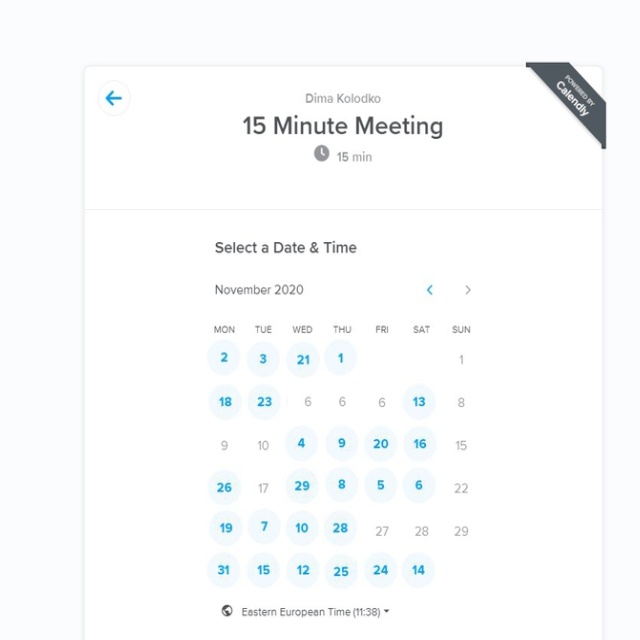 POWERED BY
Calendly
Dima Kolodko
15 Minute Meeting
15 min
Select a Date & Time
November 2020
MON TUE WED THU FRI SAT SUN
2 3 21 1 1
18 23 6 6 6 13 8
9 10 4 9 20 16 15
26 17 29 8 5 6 22
19 7 10 28 27 28 29
31 15 12 25 24 14
Eastern European Time (11:38)